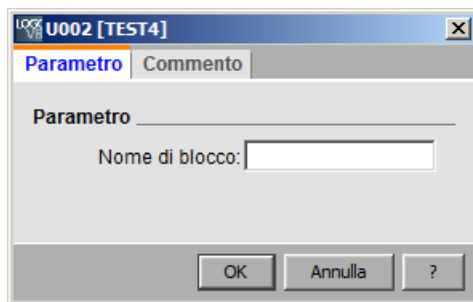 U002 [TEST4]
Parametro Commento
Parametro
Nome di blocco:
OK Annulla ?